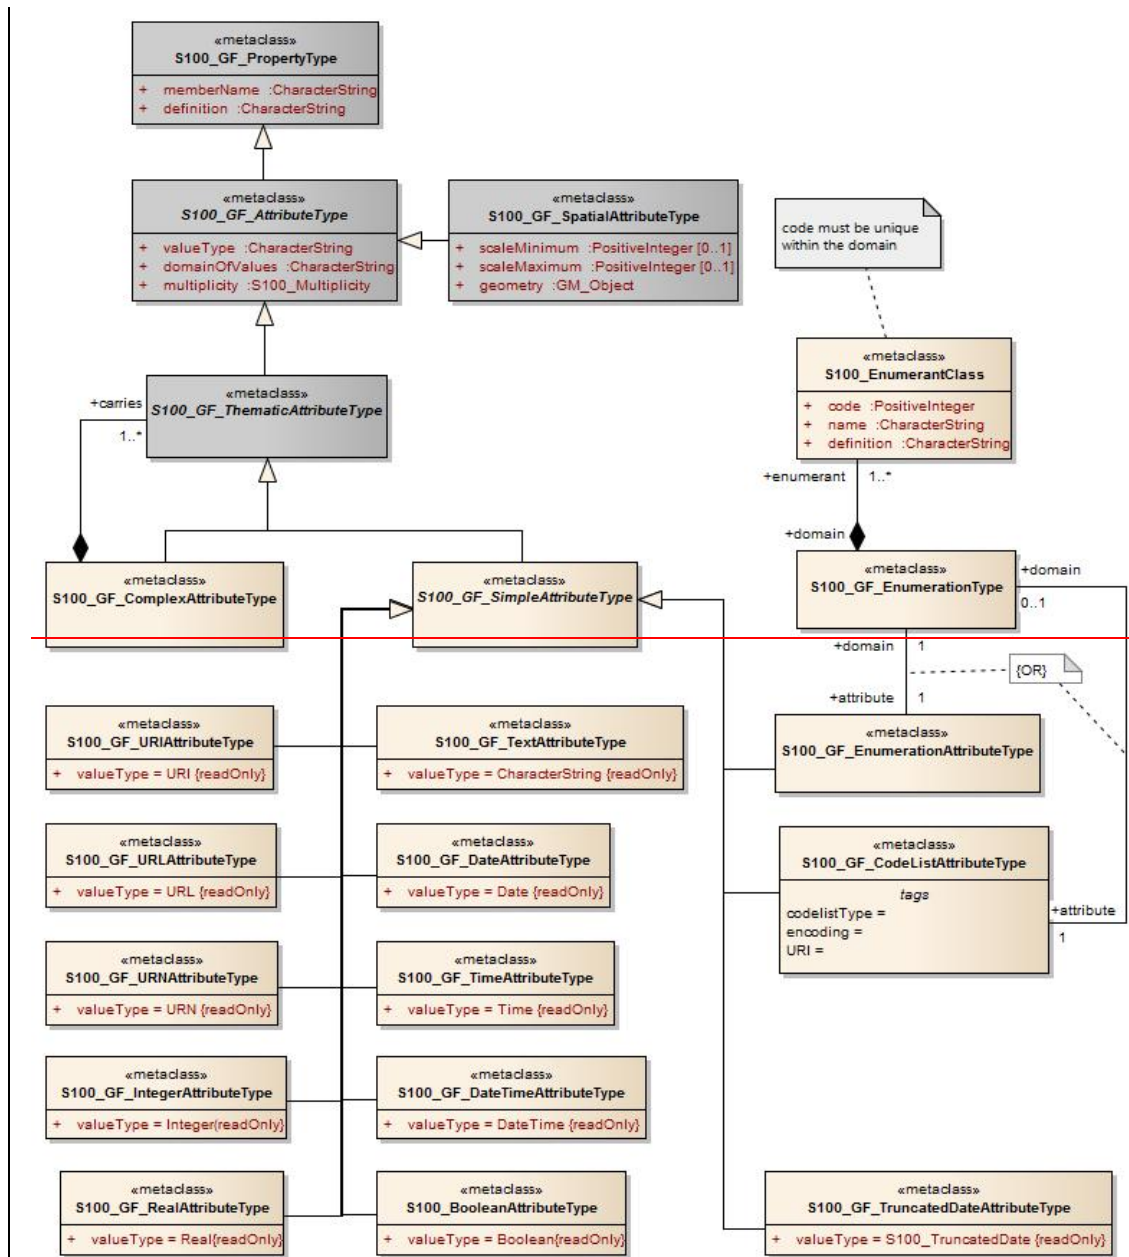 «metaclass»
S100_GF_PropertyType
+ memberName :CharacterString
+ definition :CharacterString
«metaclass»
S100_GF_AttributeType
+ valueType :CharacterString
+ domainOfValues :CharacterString
+ multiplicity :S100_Multiplicity
«metaclass»
S100_GF_SpatialAttributeType
+ scaleMinimum :PositiveInteger [0..1]
+ scaleMaximum :PositiveInteger [0..1]
+ geometry :GM_Object
code must be unique
within the domain
«metaclass»
S100_EnumerantClass
+ code :PositiveInteger
+ name :CharacterString
+ definition :CharacterString
+carries
1..*
«metaclass»
S100_GF_ThematicAttributeType
+enumerant
1..*
+domain
«metaclass»
S100_GF_ComplexAttributeType
«metaclass»
S100_GF_SimpleAttributeType
«metaclass»
S100_GF_EnumerationType
+domain
0..1
+domain
1
{OR}
+attribute
1
«metaclass»
S100_GF_URIAttributeType
+ valueType = URI {readOnly}
«metaclass»
S100_GF_TextAttributeType
+ valueType = CharacterString {readOnly}
«metaclass»
S100_GF_EnumerationAttributeType
«metaclass»
S100_GF_URLAttributeType
+ valueType = URL {readOnly}
«metaclass»
S100_GF_DateAttributeType
+ valueType = Date {readOnly}
«metaclass»
S100_GF_CodeListAttributeType
tags
codelistType =
encoding =
URI =
+attribute
1
«metaclass»
S100_GF_URNAttributeType
+ valueType = URN {readOnly}
«metaclass»
S100_GF_TimeAttributeType
+ valueType = Time {readOnly}
«metaclass»
S100_GF_IntegerAttributeType
+ valueType = Integer{readOnly}
«metaclass»
S100_GF_DateTimeAttributeType
+ valueType = DateTime {readOnly}
«metaclass»
S100_GF_RealAttributeType
+ valueType = Real{readOnly}
«metaclass»
S100_BooleanAttributeType
+ valueType = Boolean{readOnly}
«metaclass»
S100_GF_TruncatedDateAttributeType
+ valueType = S100_TruncatedDate {readOnly}